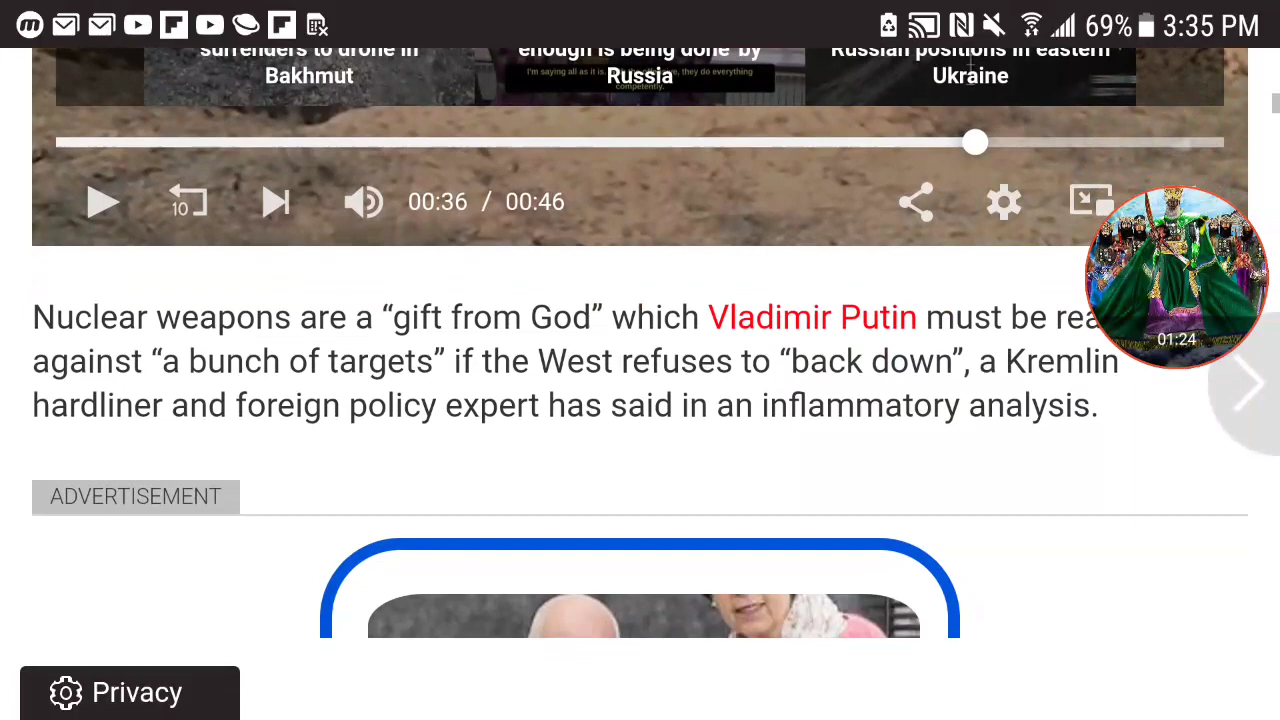 69% 3:35 PM
surrenders to drone in
Bakhmut
enough is being done by
Russia
Russian positions in eastern
Ukraine
I'm saying all as it is, they do everything
competently.
10
00:36 / 00:46
01:24
Nuclear weapons are a “gift from God” which Vladimir Putin must be rea
against “a bunch of targets” if the West refuses to “back down”, a Kremlin
hardliner and foreign policy expert has said in an inflammatory analysis.
ADVERTISEMENT
Privacy